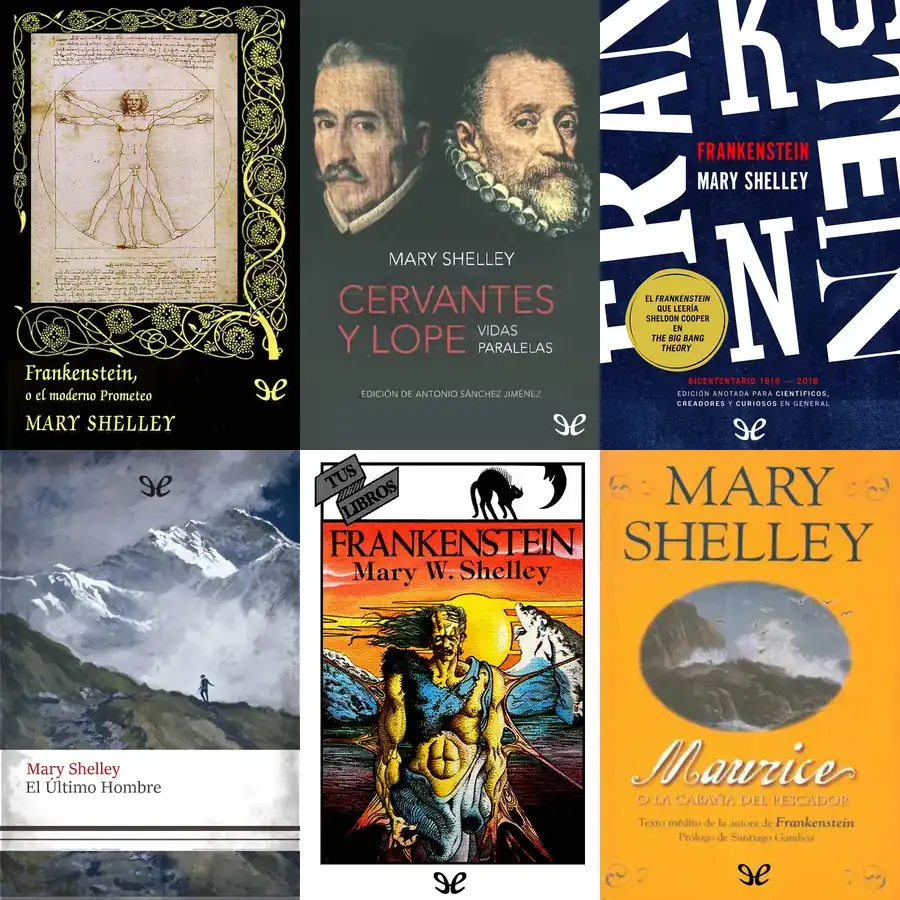 Frankenstein,
o el moderno Prometeo
MARY SHELLEY
MARY SHELLEY
CERVANTES
Y LOPE VIDAS
PARALELAS
EDICIÓN DE ANTONIO SÁNCHEZ JIMÉNEZ
FRANKENSTEIN
FRANKENSTEIN
MARY SHELLEY
EL FRANKENSTEIN
QUE LEERÍA
SHELDON COOPER
EN
THE BIG BANG
THEORY
BICENTENTARIO 1818 — 2018
EDICIÓN ANOTADA PARA CIENTÍFICOS,
CREADORES Y CURIOSOS EN GENERAL
Mary Shelley
El Último Hombre
TUS
LIBROS
FRANKENSTEIN
Mary W. Shelley
MARY
SHELLEY
Maurice
O LA CABAÑA DEL PESCADOR
Texto inédito de la autora de Frankenstein
Prólogo de Santiago Gamboa